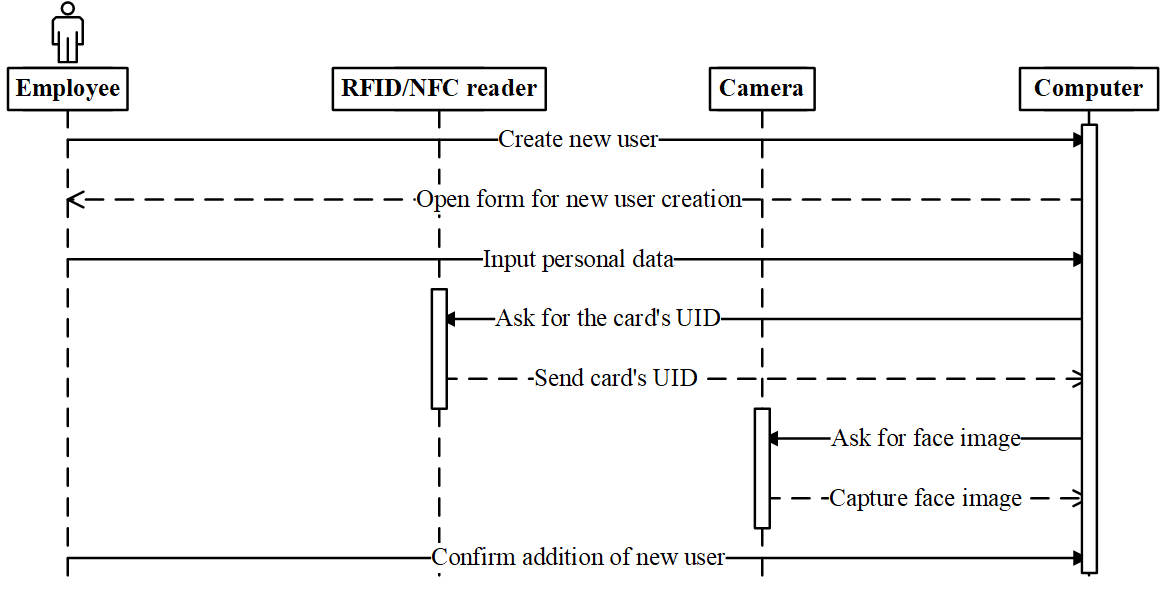 Employee
RFID/NFC reader
Camera
Computer
Create new user
Open form for new user creation
Input personal data
Ask for the card's UID
Send card's UID
Ask for face image
Capture face image
Confirm addition of new user